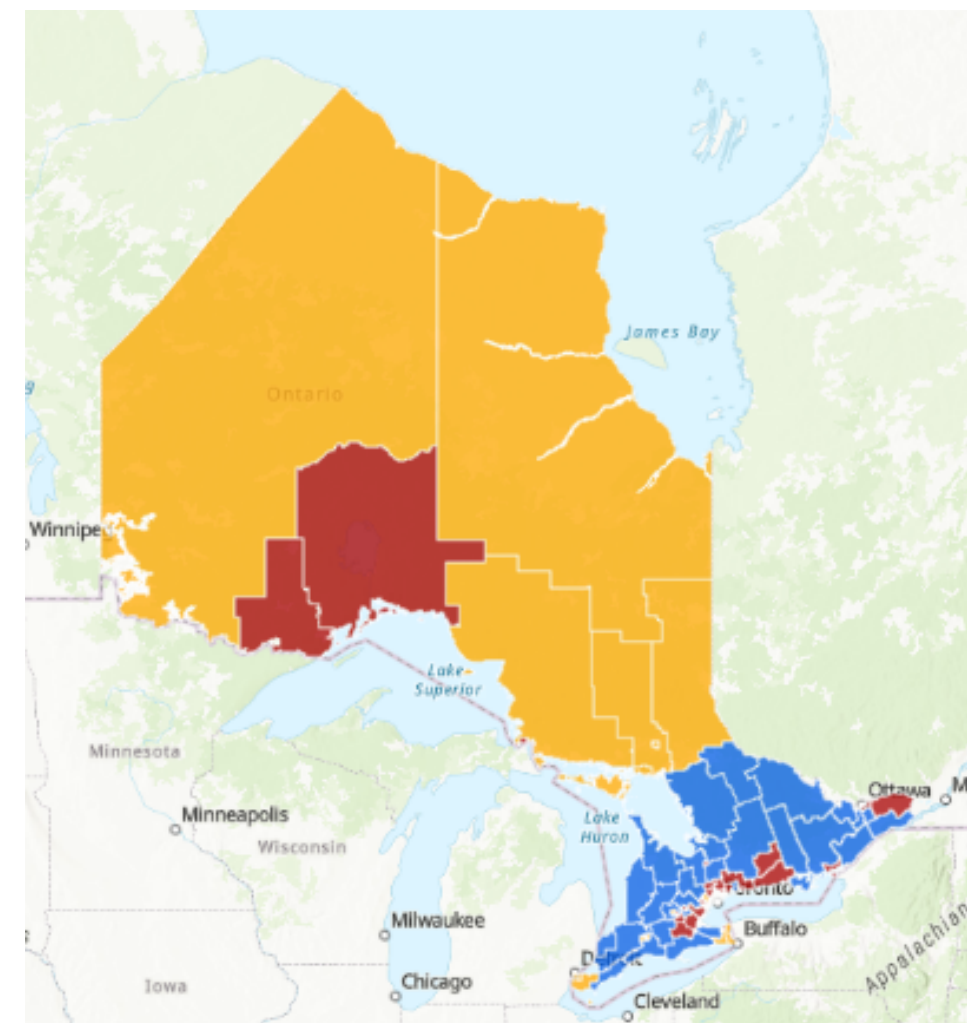 James Bay
Ontario
Winnipe
Lake
Superior
Minnesota
Ottawa
M
Minneapolis
Lake
Huron
Wisconsin
Toronto
Milwaukee
Buffalo
Appalachian
Iowa
Chicago
Cleveland